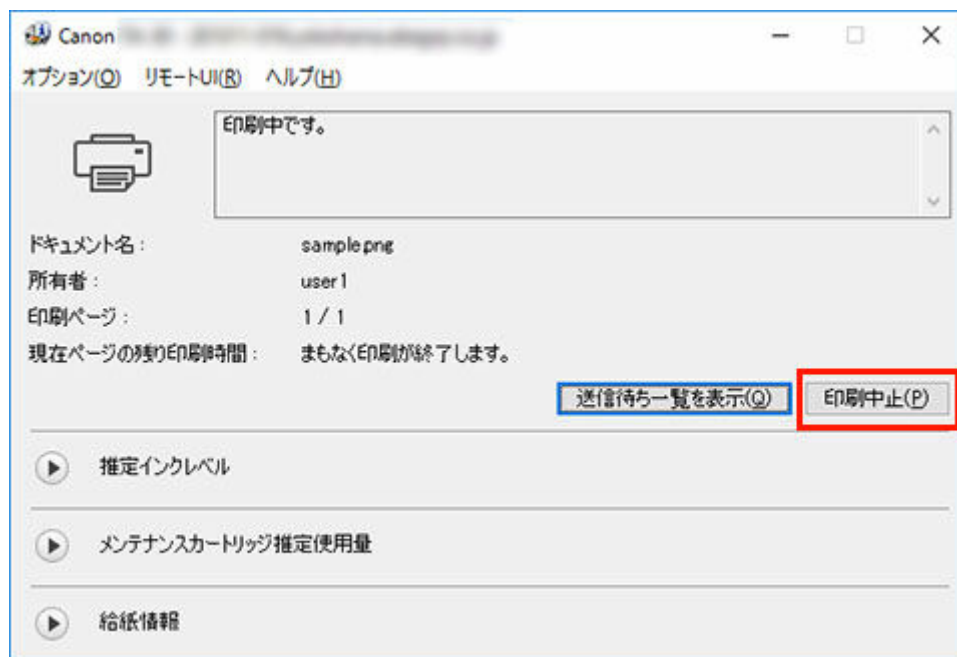 Canon
オプション(O) リモートUI(R) ヘルプ(H)
印刷中です。
ドキュメント名 : sample.png
所有者 : user1
印刷ページ : 1 / 1
現在ページの残り印刷時間 : まもなく印刷が終了します。
送信待ち一覧を表示(Q) 印刷中止(P)
推定インクレベル
メンテナンスカートリッジ推定使用量
給紙情報